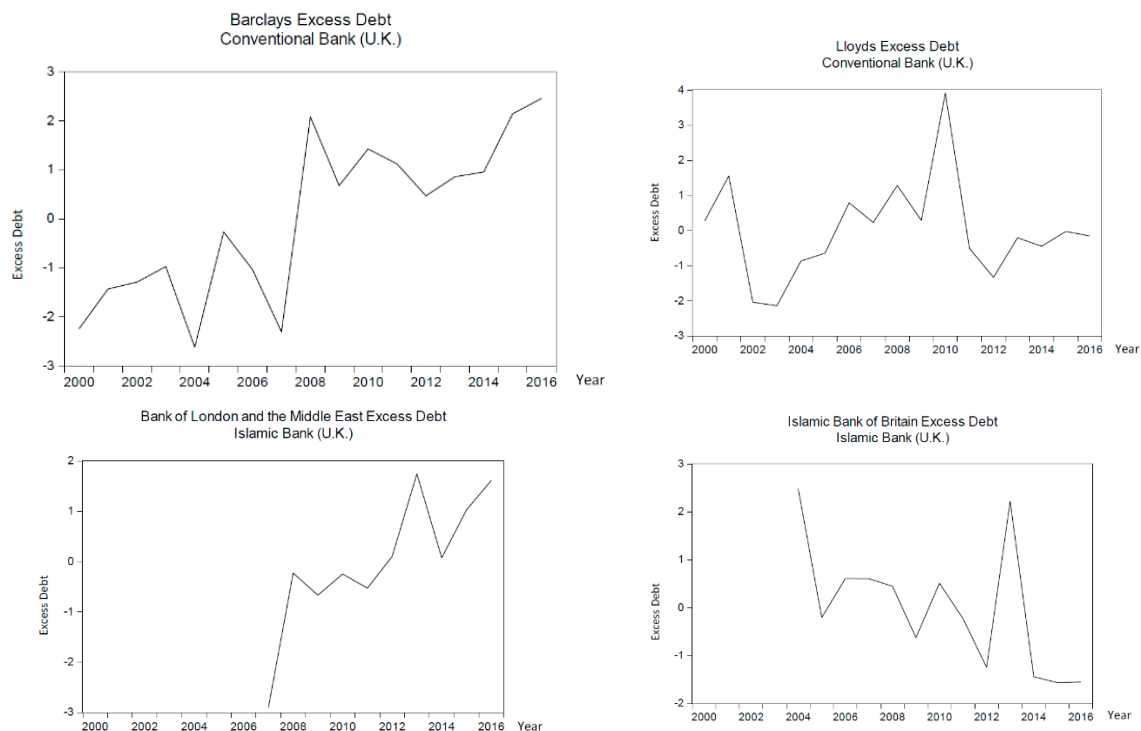 Barclays Excess Debt
Conventional Bank (U.K.)
3
2
1
0
-1
-2
-3
Excess Debt
2000 2002 2004 2006 2008 2010 2012 2014 2016 Year
Lloyds Excess Debt
Conventional Bank (U.K.)
4
3
2
1
0
-1
-2
-3
Excess Debt
2000 2002 2004 2006 2008 2010 2012 2014 2016 Year
Bank of London and the Middle East Excess Debt
Islamic Bank (U.K.)
2
1
0
-1
-2
-3
Excess Debt
2000 2002 2004 2006 2008 2010 2012 2014 2016 Year
Islamic Bank of Britain Excess Debt
Islamic Bank (U.K.)
3
2
1
0
-1
-2
Excess Debt
2000 2002 2004 2006 2008 2010 2012 2014 2016 Year